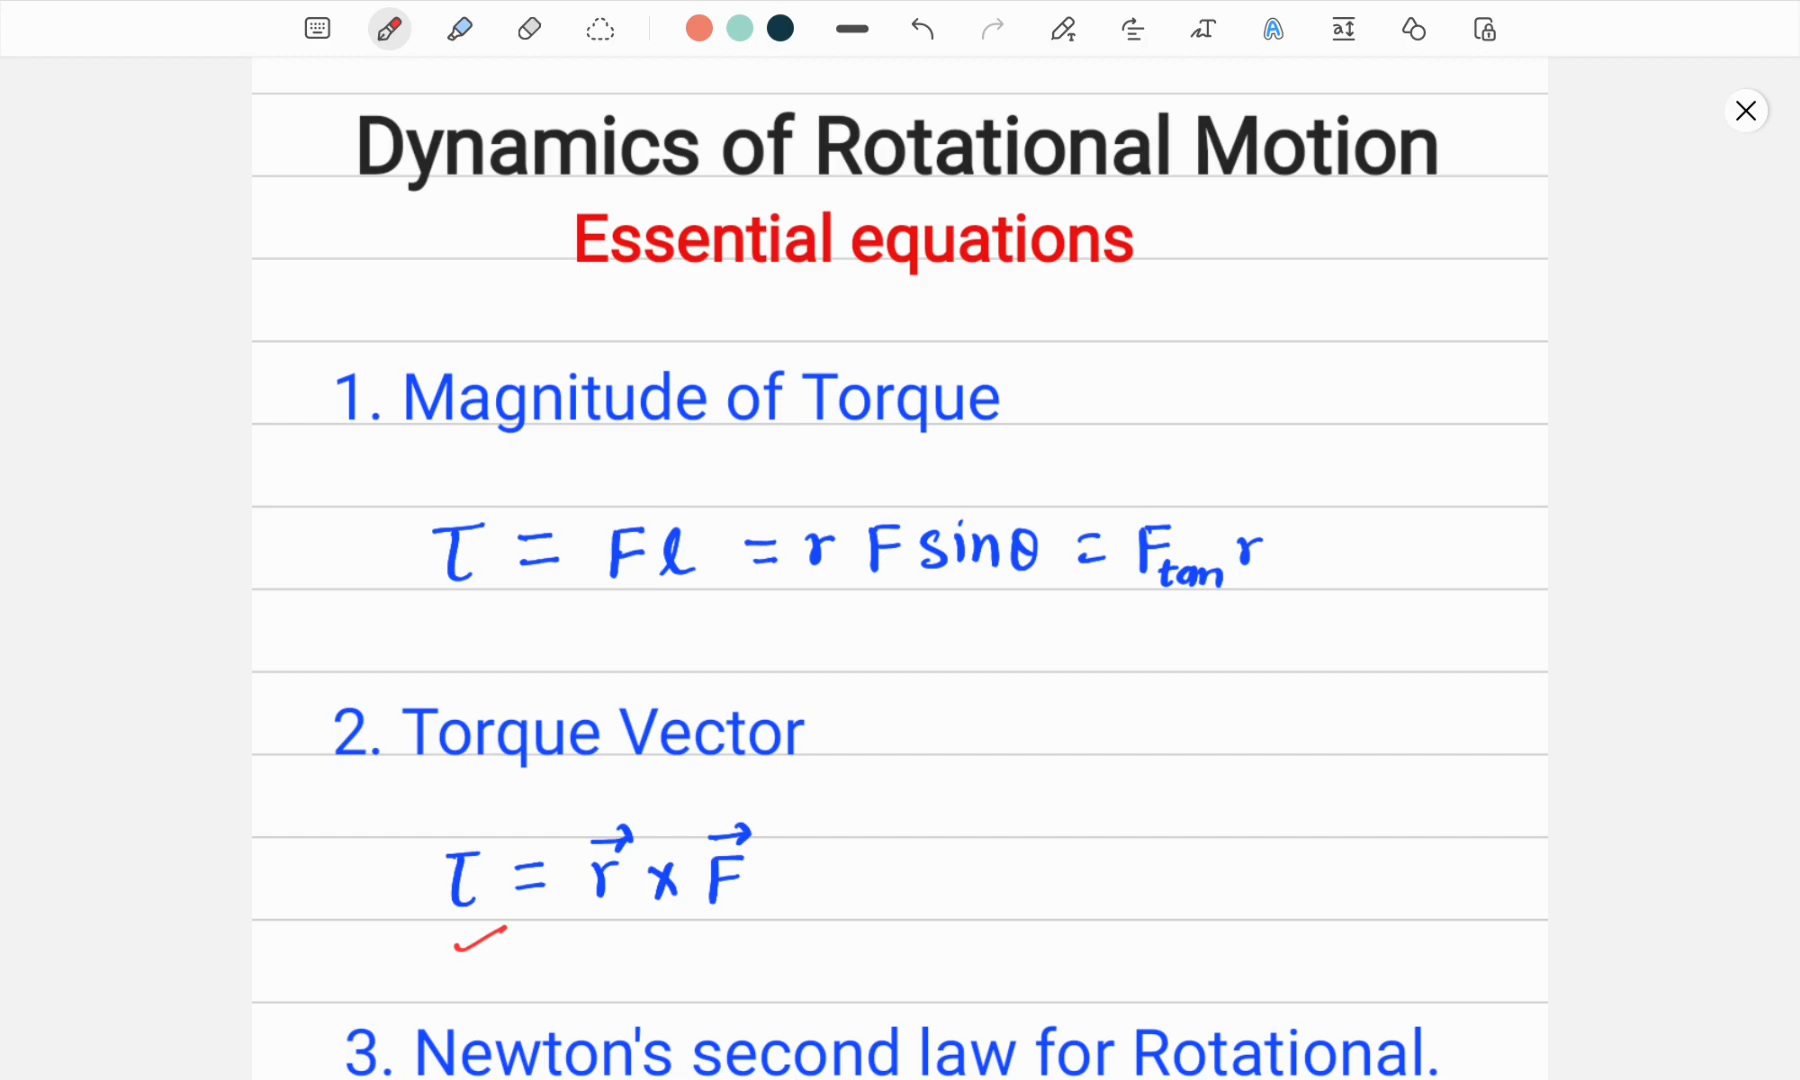 Dynamics of Rotational Motion
Essential equations
1. Magnitude of Torque
τ = Fℓ = r F sinθ = F_tan r
2. Torque Vector
τ = r⃗ × F⃗
3. Newton's second law for Rotational.